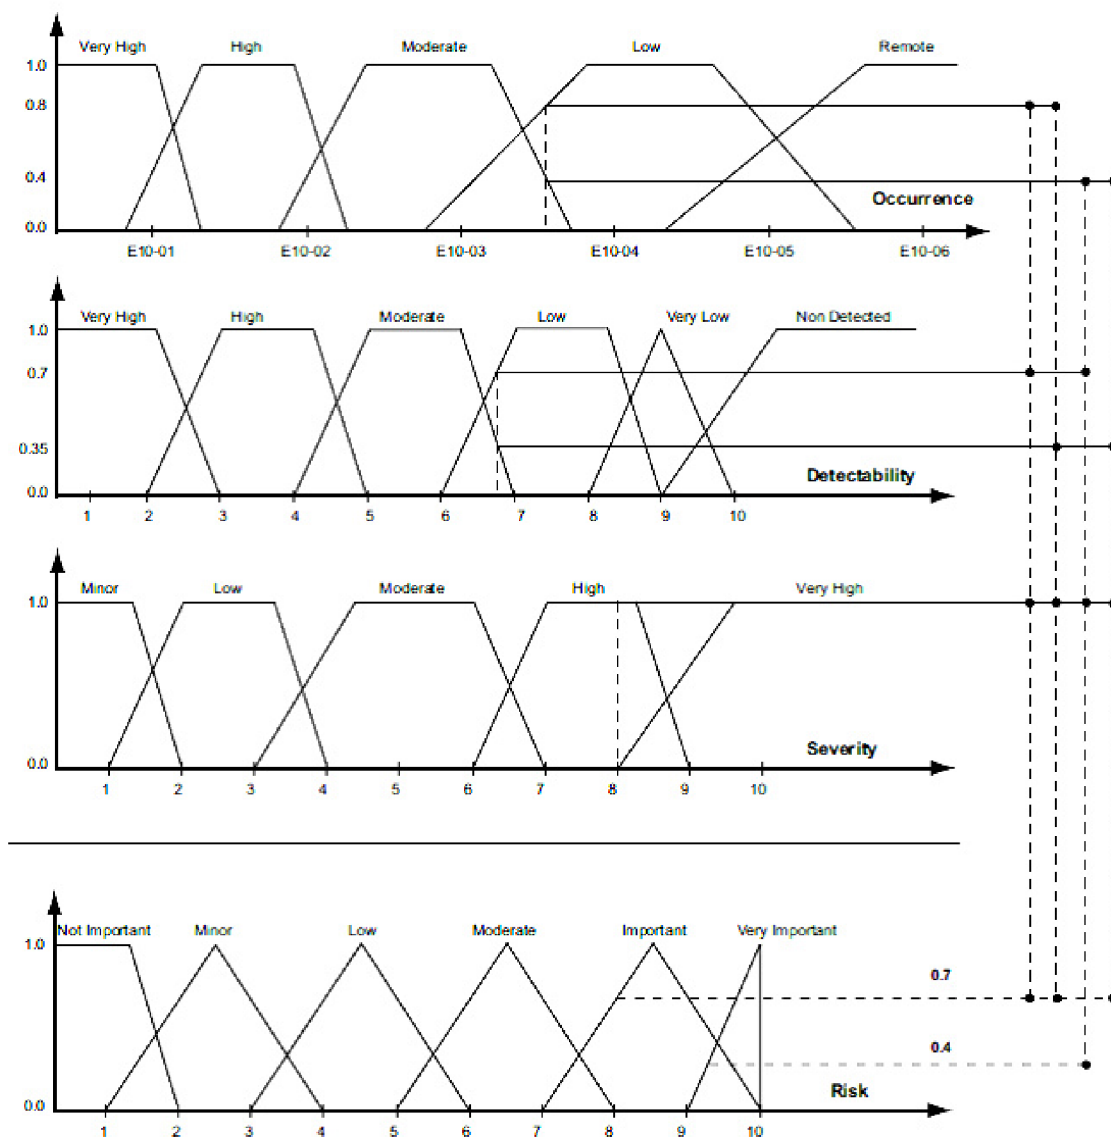 Very High High Moderate Low Remote
1.0
0.8
0.4
Occurrence
0.0
E10-01 E10-02 E10-03 E10-04 E10-05 E10-06
Very High High Moderate Low Very Low Non Detected
1.0
0.7
0.35
Detectability
0.0
1 2 3 4 5 6 7 8 9 10
Minor Low Moderate High Very High
1.0
Severity
0.0
1 2 3 4 5 6 7 8 9 10
Not Important Minor Low Moderate Important Very Important
1.0
0.7
0.4
Risk
0.0
1 2 3 4 5 6 7 8 9 10